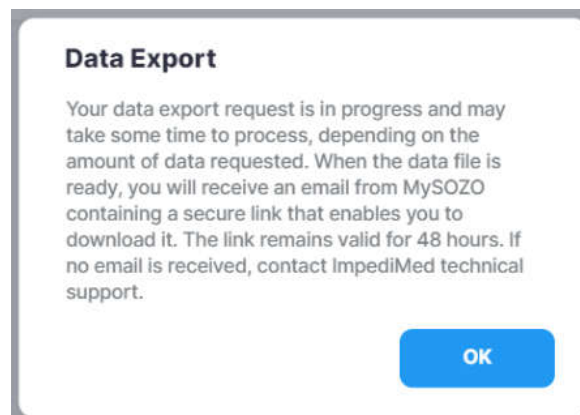 Data Export
Your data export request is in progress and may
take some time to process, depending on the
amount of data requested. When the data file is
ready, you will receive an email from MySOZO
containing a secure link that enables you to
download it. The link remains valid for 48 hours. If
no email is received, contact ImpediMed technical
support.
OK